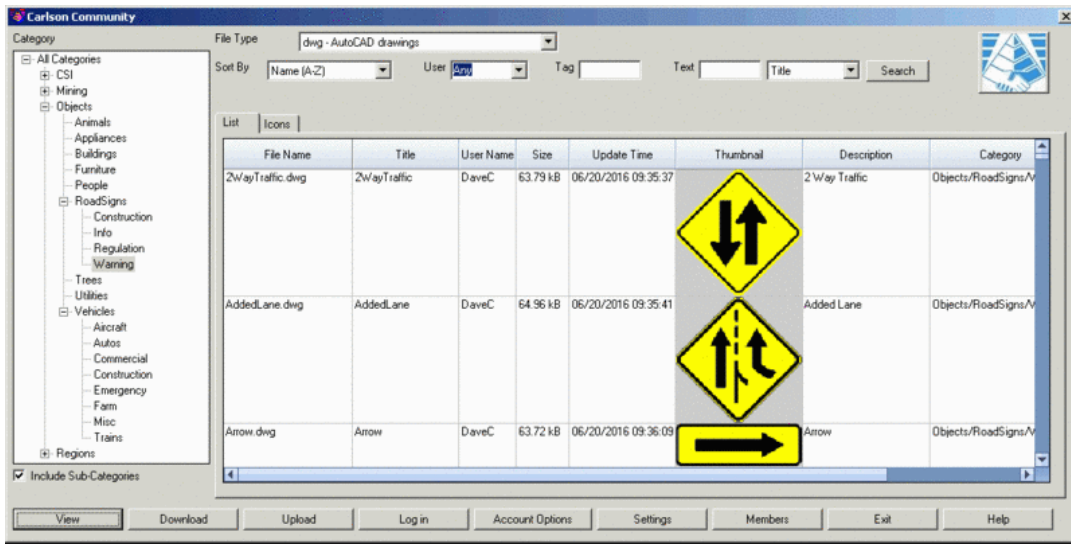 Carlson Community
Category
All Categories
CSI
Mining
Objects
Animals
Appliances
Buildings
Furniture
People
RoadSigns
Construction
Info
Regulation
Warning
Trees
Utilities
Vehicles
Aircraft
Autos
Commercial
Construction
Emergency
Farm
Misc
Trains
Regions
Include Sub-Categories
File Type dwg - AutoCAD drawings
Sort By Name (A-Z) User Any Tag Text Title Search
List Icons
File Name Title User Name Size Update Time Thumbnail Description Category
2WayTraffic.dwg 2WayTraffic DaveC 63.79 kB 06/20/2016 09:35:37 2 Way Traffic Objects/RoadSigns/
AddedLane.dwg AddedLane DaveC 64.96 kB 06/20/2016 09:35:41 Added Lane Objects/RoadSigns/
Arrow.dwg Arrow DaveC 63.72 kB 06/20/2016 09:36:09 Arrow Objects/RoadSigns/
View Download Upload Log in Account Options Settings Members Exit Help